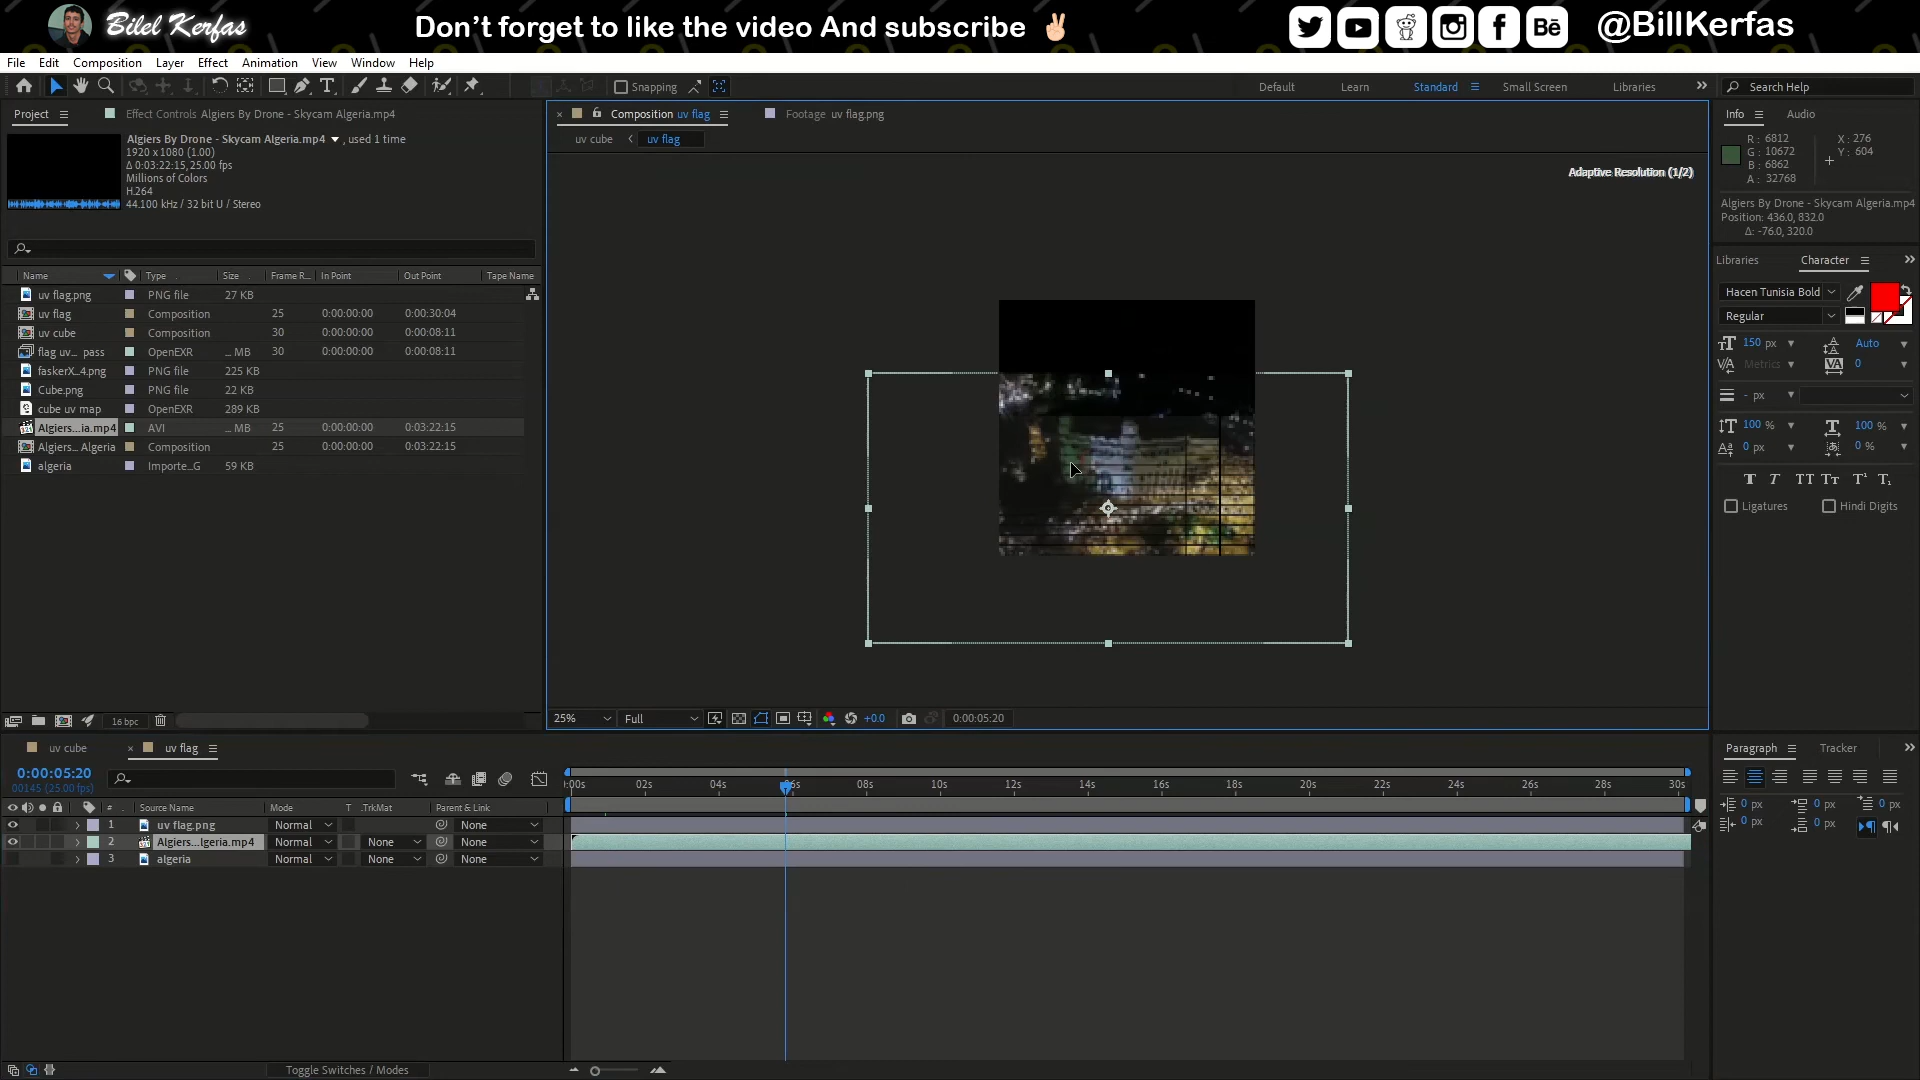 Bilel Kerfas
Don't forget to like the video And subscribe ✌🏻
@BillKerfas
File Edit Composition Layer Effect Animation View Window Help
Snapping
Default Learn Standard Small Screen Libraries
Search Help
Project
Effect Controls Algiers By Drone - Skycam Algeria.mp4
Algiers By Drone - Skycam Algeria.mp4 , used 1 time
1920 x 1080 (1.00)
Δ 0:03:22:15, 25.00 fps
Millions of Colors
H.264
44.100 kHz / 32 bit U / Stereo
Name Type Size Frame R... In Point Out Point Tape Name
uv flag.png PNG file 27 KB
uv flag Composition 25 0:00:00:00 0:00:30:04
uv cube Composition 30 0:00:00:00 0:00:08:11
flag uv... pass OpenEXR ... MB 30 0:00:00:00 0:00:08:11
faskerX...4.png PNG file 225 KB
Cube.png PNG file 22 KB
cube uv map OpenEXR 289 KB
Algiers...ia.mp4 AVI ... MB 25 0:00:00:00 0:03:22:15
Algiers... Algeria Composition 25 0:00:00:00 0:03:22:15
algeria Importe...G 59 KB
16 bpc
Composition uv flag
Footage uv flag.png
uv cube uv flag
Adaptive Resolution (1/2)
25% Full +0.0 0:00:05:20
Info Audio
R : 6812
G : 10672
B : 6862
A : 32768
X : 276
Y : 604
Algiers By Drone - Skycam Algeria.mp4
Position: 436.0, 832.0
Δ: -76.0, 320.0
Libraries Character
Hacen Tunisia Bold
Regular
150 px Auto
Metrics 0
- px
100 % 100 %
0 px 0 %
Ligatures Hindi Digits
Paragraph Tracker
0 px 0 px 0 px
0 px 0 px
uv cube uv flag
0:00:05:20
00145 (25.00 fps)
# Source Name Mode T .TrkMat Parent & Link
1 uv flag.png Normal None
2 Algiers...lgeria.mp4 Normal None None
3 algeria Normal None None
:00s 02s 04s 06s 08s 10s 12s 14s 16s 18s 20s 22s 24s 26s 28s 30s
Toggle Switches / Modes